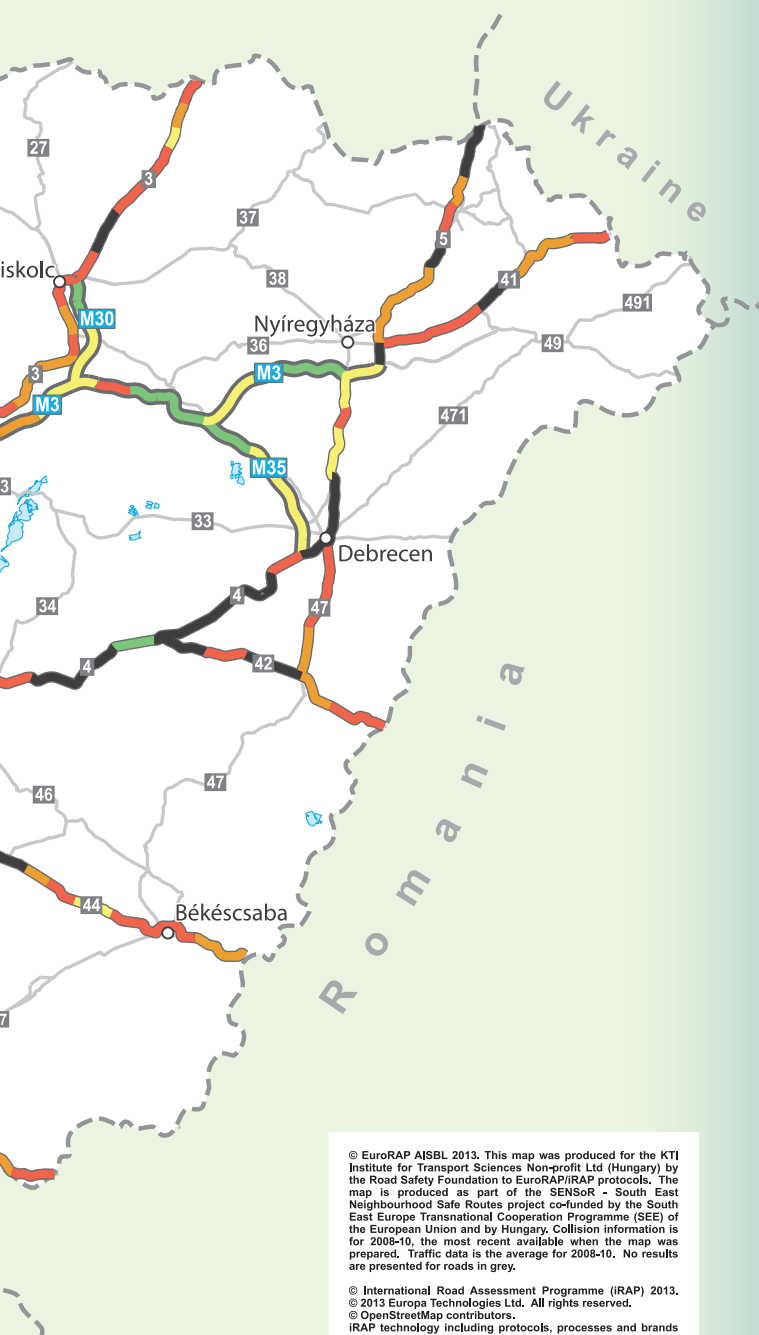 Ukraine
27
3
37
5
38
41
iskolc
491
M30
Nyíregyháza
36
49
3
M3
M3
471
M35
3
33
Debrecen
4
47
34
4
42
Romania
47
46
44
Békéscsaba
7
© EuroRAP AISBL 2013. This map was produced for the KTI
Institute for Transport Sciences Non-profit Ltd (Hungary) by
the Road Safety Foundation to EuroRAP/iRAP protocols. The
map is produced as part of the SENSoR - South East
Neighbourhood Safe Routes project co-funded by the South
East Europe Transnational Cooperation Programme (SEE) of
the European Union and by Hungary. Collision information is
for 2008-10, the most recent available when the map was
prepared. Traffic data is the average for 2008-10. No results
are presented for roads in grey.
© International Road Assessment Programme (iRAP) 2013.
© 2013 Europa Technologies Ltd. All rights reserved.
© OpenStreetMap contributors.
iRAP technology including protocols, processes and brands